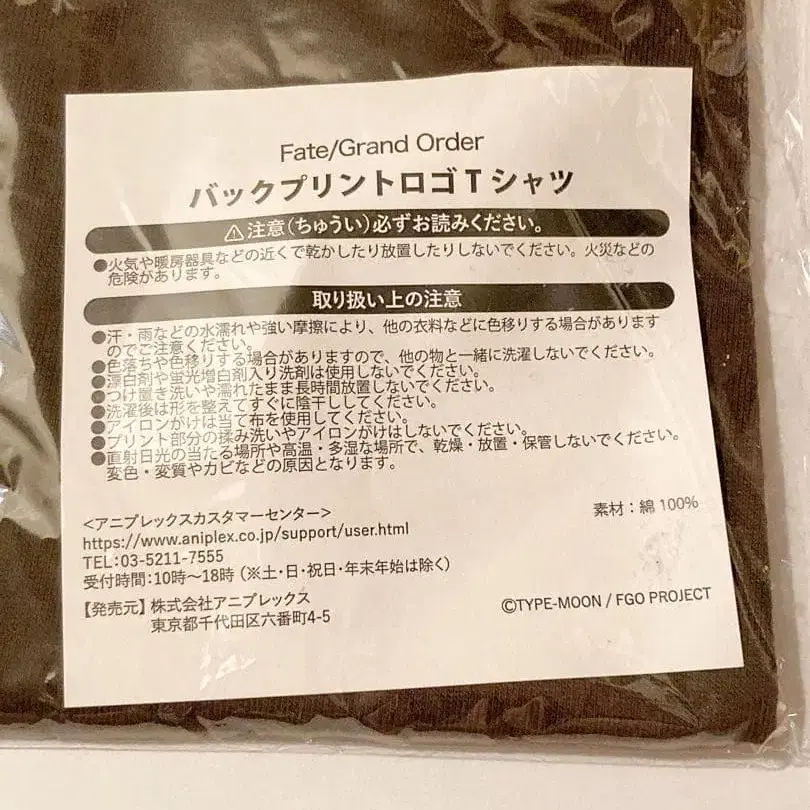 Fate/Grand Order
バックプリントロゴTシャツ
⚠注意(ちゅうい)必ずお読みください。
●火気や暖房器具などの近くで乾かしたり放置したりしないでください。火災などの
危険があります。
取り扱い上の注意
●汗・雨などの水濡れや強い摩擦により、他の衣料などに色移りする場合があります
のでご注意ください。
●色落ちや色移りする場合がありますので、他の物と一緒に洗濯しないでください。
●漂白剤や蛍光増白剤入り洗剤は使用しないでください。
●つけ置き洗いや濡れたまま長時間放置しないでください。
●洗濯後は形を整えてすぐに陰干ししてください。
●アイロンがけは当て布を使用してください。
●プリント部分の揉み洗いやアイロンがけはしないでください。
●直射日光の当たる場所や高温・多湿な場所で、乾燥・放置・保管しないでください。
変色・変質やカビなどの原因となります。
<アニプレックスカスタマーセンター>
https://www.aniplex.co.jp/support/user.html
TEL:03-5211-7555
受付時間:10時〜18時(※土・日・祝日・年末年始は除く)
素材:綿100%
【発売元】株式会社アニプレックス
東京都千代田区六番町4-5
©TYPE-MOON / FGO PROJECT